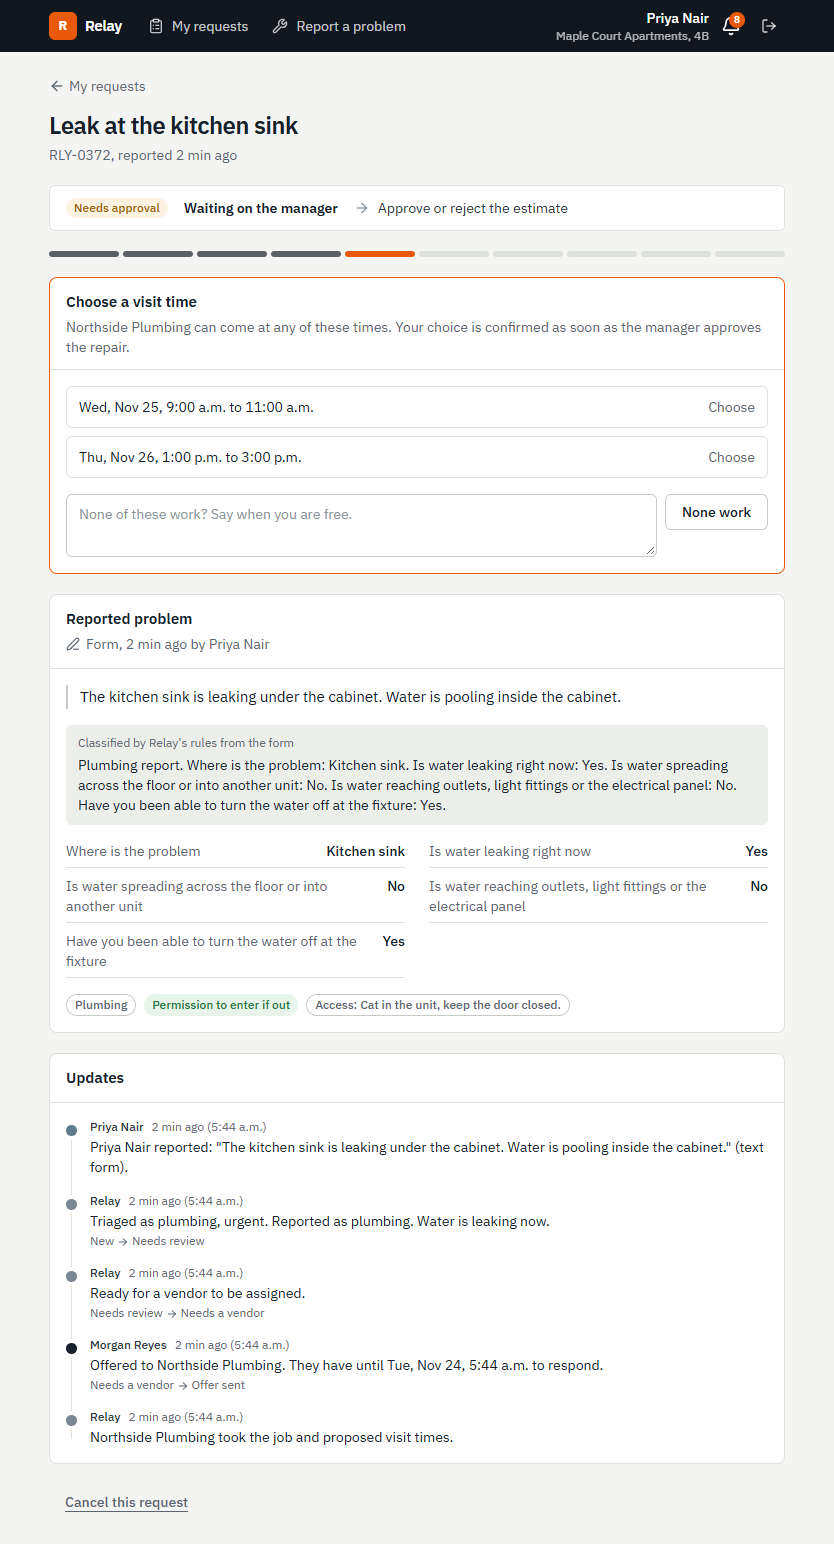 R Relay My requests Report a problem Priya Nair
Maple Court Apartments, 4B
8
My requests
Leak at the kitchen sink
RLY-0372, reported 2 min ago
Needs approval Waiting on the manager → Approve or reject the estimate
Choose a visit time
Northside Plumbing can come at any of these times. Your choice is confirmed as soon as the manager approves
the repair.
Wed, Nov 25, 9:00 a.m. to 11:00 a.m. Choose
Thu, Nov 26, 1:00 p.m. to 3:00 p.m. Choose
None of these work? Say when you are free. None work
Reported problem
Form, 2 min ago by Priya Nair
The kitchen sink is leaking under the cabinet. Water is pooling inside the cabinet.
Classified by Relay's rules from the form
Plumbing report. Where is the problem: Kitchen sink. Is water leaking right now: Yes. Is water spreading
across the floor or into another unit: No. Is water reaching outlets, light fittings or the electrical panel: No.
Have you been able to turn the water off at the fixture: Yes.
Where is the problem Kitchen sink
Is water leaking right now Yes
Is water spreading across the floor or into No
another unit
Is water reaching outlets, light fittings or the No
electrical panel
Have you been able to turn the water off at the Yes
fixture
Plumbing Permission to enter if out Access: Cat in the unit, keep the door closed.
Updates
Priya Nair 2 min ago (5:44 a.m.)
Priya Nair reported: "The kitchen sink is leaking under the cabinet. Water is pooling inside the cabinet." (text
form).
Relay 2 min ago (5:44 a.m.)
Triaged as plumbing, urgent. Reported as plumbing. Water is leaking now.
New → Needs review
Relay 2 min ago (5:44 a.m.)
Ready for a vendor to be assigned.
Needs review → Needs a vendor
Morgan Reyes 2 min ago (5:44 a.m.)
Offered to Northside Plumbing. They have until Tue, Nov 24, 5:44 a.m. to respond.
Needs a vendor → Offer sent
Relay 2 min ago (5:44 a.m.)
Northside Plumbing took the job and proposed visit times.
Cancel this request